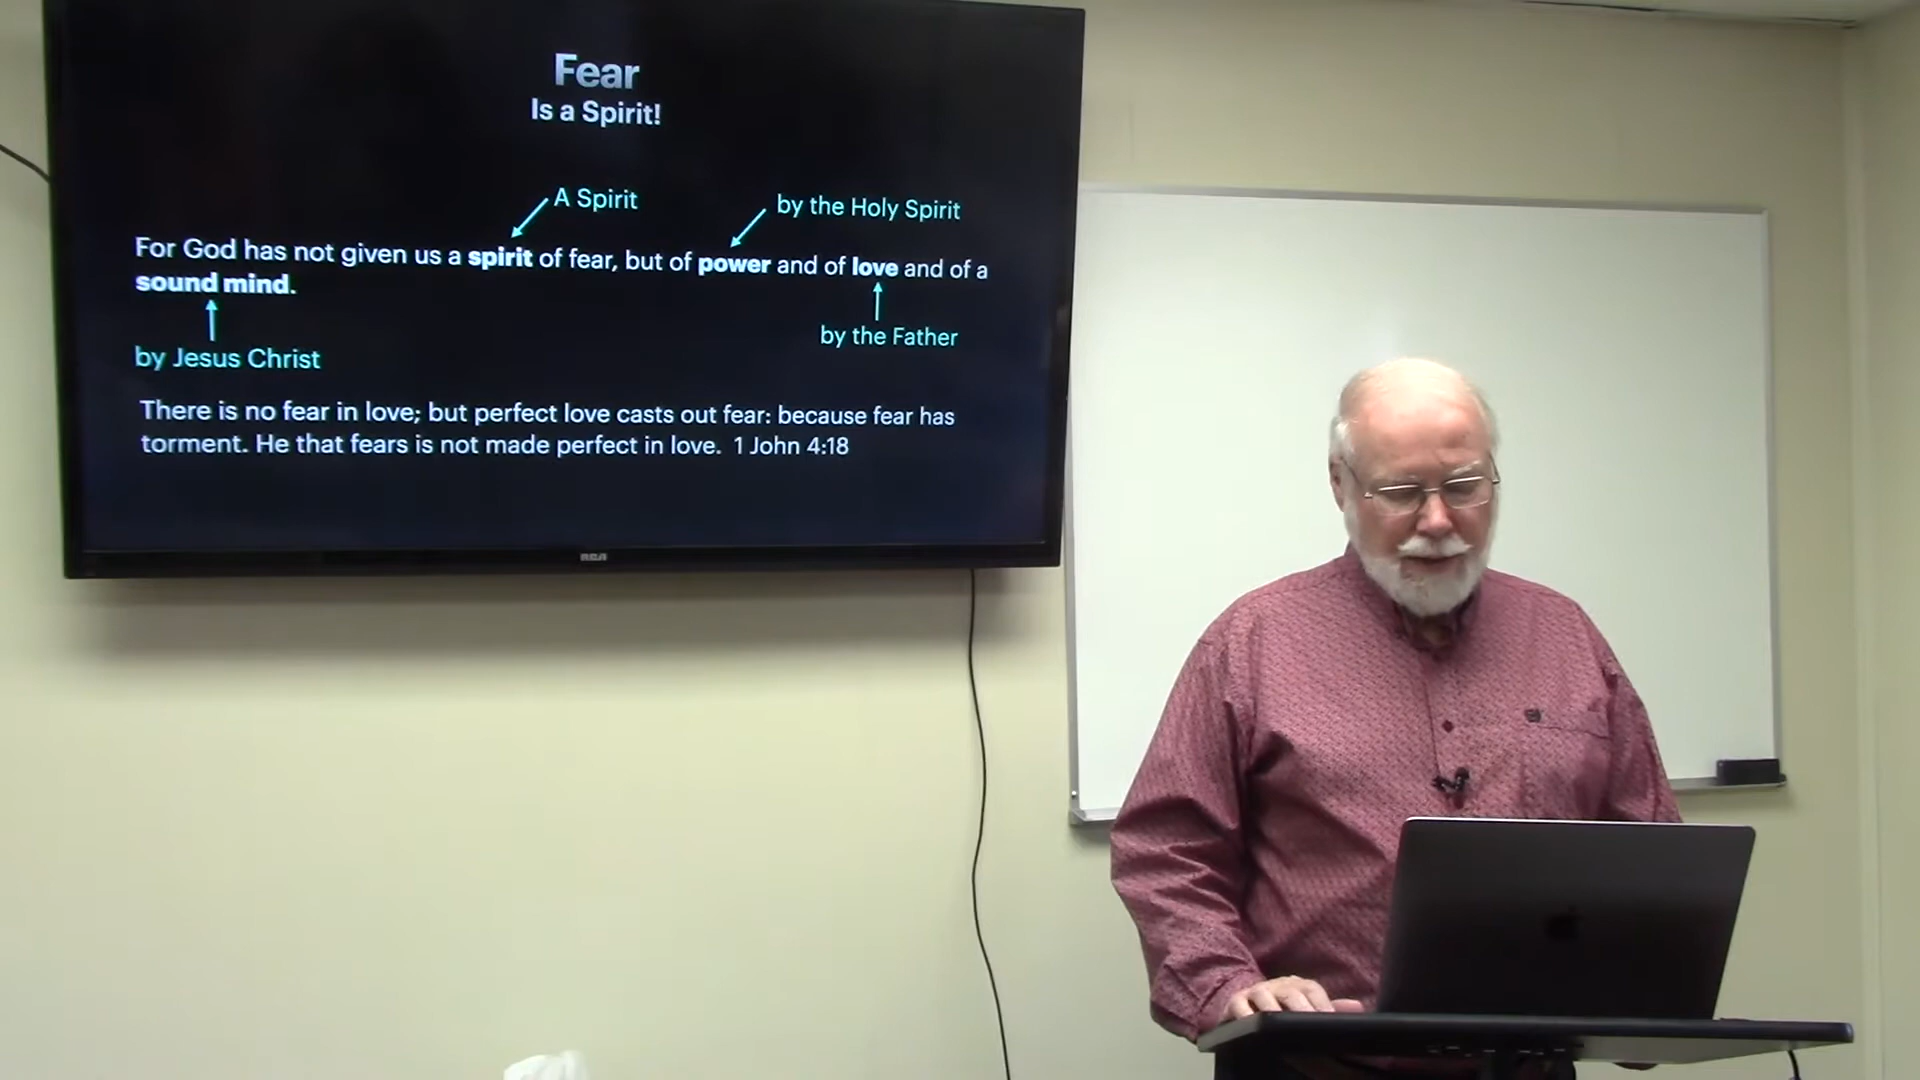 Fear
Is a Spirit!
A Spirit
by the Holy Spirit
For God has not given us a spirit of fear, but of power and of love and of a
sound mind.
by the Father
by Jesus Christ
There is no fear in love; but perfect love casts out fear: because fear has
torment. He that fears is not made perfect in love. 1 John 4:18
RCA